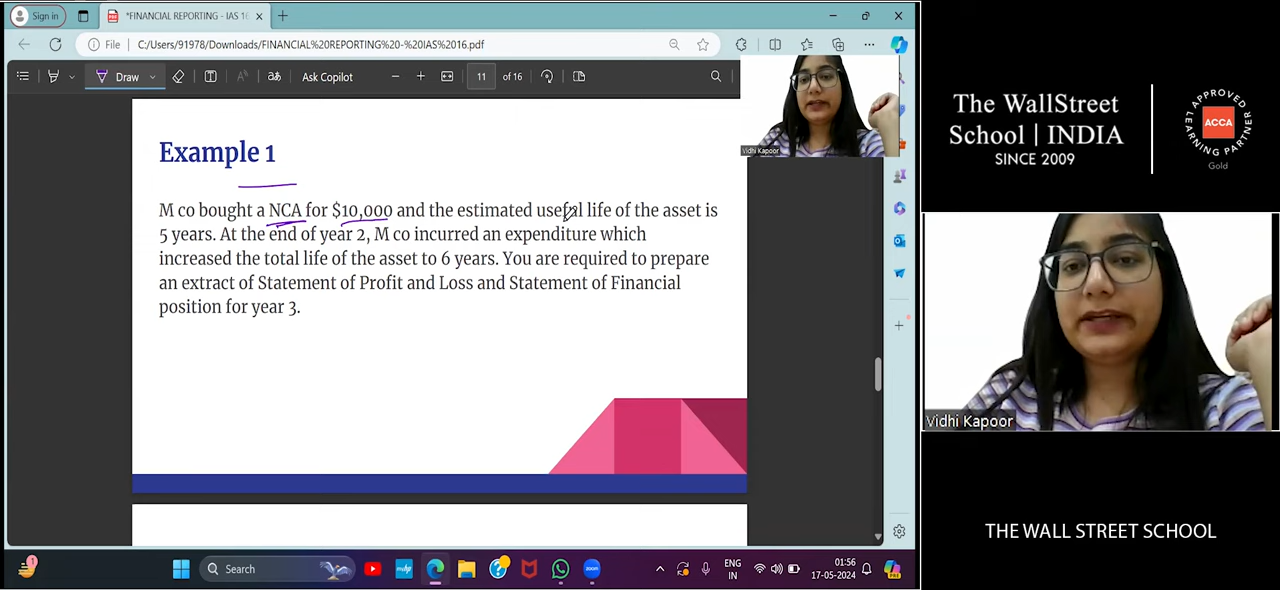 Sign in
*FINANCIAL REPORTING - IAS 16
File
C:/Users/91978/Downloads/FINANCIAL%20REPORTING%20-%20IAS%2016.pdf
Draw
Ask Copilot
11
of 16
Example 1
M co bought a NCA for $10,000 and the estimated useful life of the asset is
5 years. At the end of year 2, M co incurred an expenditure which
increased the total life of the asset to 6 years. You are required to prepare
an extract of Statement of Profit and Loss and Statement of Financial
position for year 3.
Vidhi Kapoor
The WallStreet
School | INDIA
SINCE 2009
APPROVED
LEARNING PARTNER
ACCA
Gold
Vidhi Kapoor
THE WALL STREET SCHOOL
Search
ENG
IN
01:56
17-05-2024